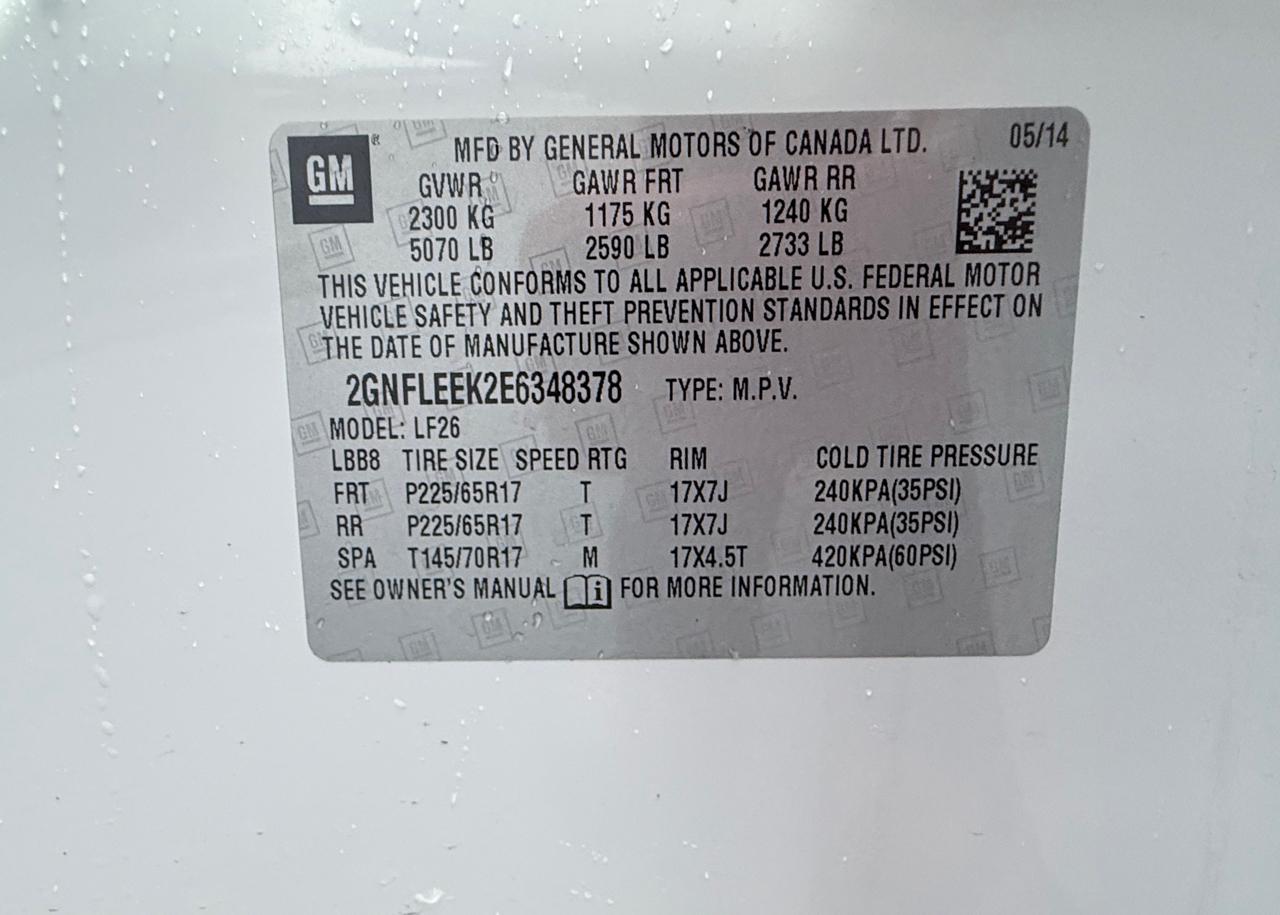 GM
MFD BY GENERAL MOTORS OF CANADA LTD. 05/14
GVWR GAWR FRT GAWR RR
2300 KG 1175 KG 1240 KG
5070 LB 2590 LB 2733 LB
THIS VEHICLE CONFORMS TO ALL APPLICABLE U.S. FEDERAL MOTOR
VEHICLE SAFETY AND THEFT PREVENTION STANDARDS IN EFFECT ON
THE DATE OF MANUFACTURE SHOWN ABOVE.
2GNFLEEK2E6348378 TYPE: M.P.V.
MODEL: LF26
LBB8 TIRE SIZE SPEED RTG RIM COLD TIRE PRESSURE
FRT P225/65R17 T 17X7J 240KPA(35PSI)
RR P225/65R17 T 17X7J 240KPA(35PSI)
SPA T145/70R17 M 17X4.5T 420KPA(60PSI)
SEE OWNER'S MANUAL i FOR MORE INFORMATION.